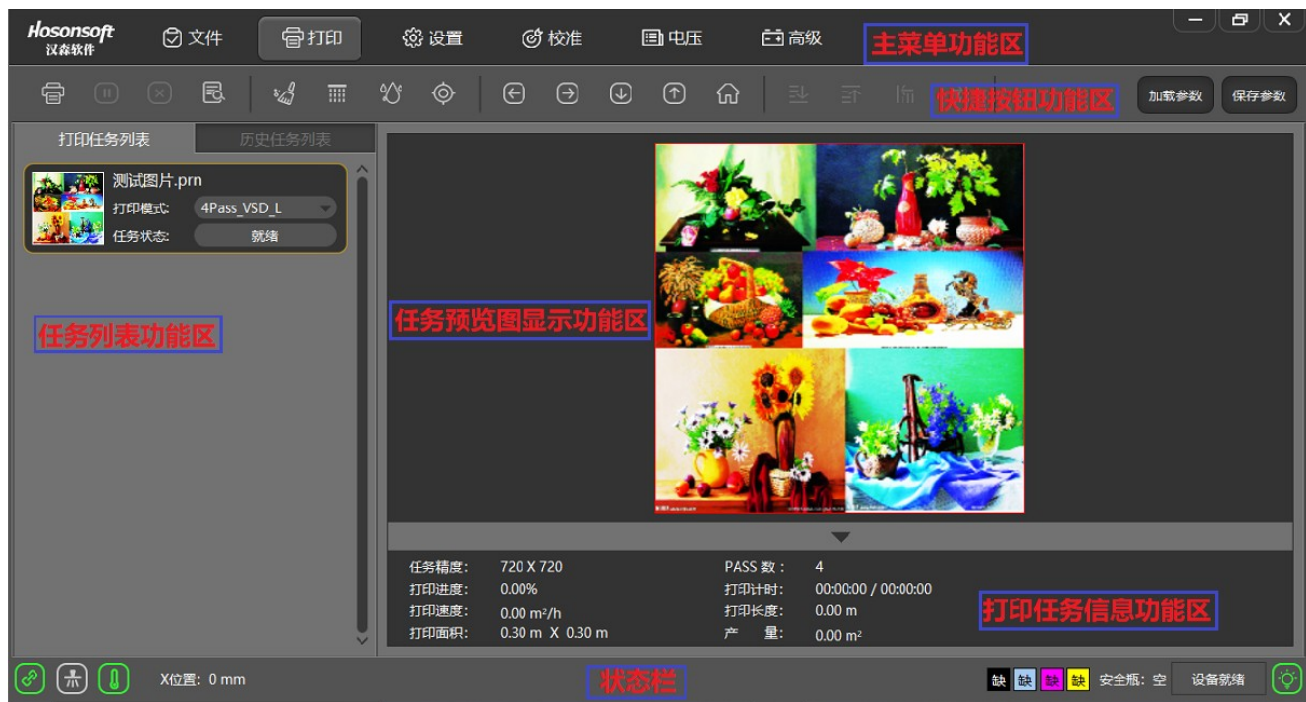 Hosonsoft
汉森软件
文件 打印 设置 校准 电压 高级
主菜单功能区
快捷按钮功能区
加载参数 保存参数
打印任务列表 历史任务列表
测试图片.prn
打印模式: 4Pass_VSD_L
任务状态: 就绪
任务列表功能区
任务预览图显示功能区
任务精度: 720 X 720 PASS 数: 4
打印进度: 0.00% 打印计时: 00:00:00 / 00:00:00
打印速度: 0.00 m²/h 打印长度: 0.00 m
打印面积: 0.30 m X 0.30 m 产 量: 0.00 m²
打印任务信息功能区
X位置: 0 mm
状态栏
缺 缺 缺 缺 安全瓶: 空 设备就绪